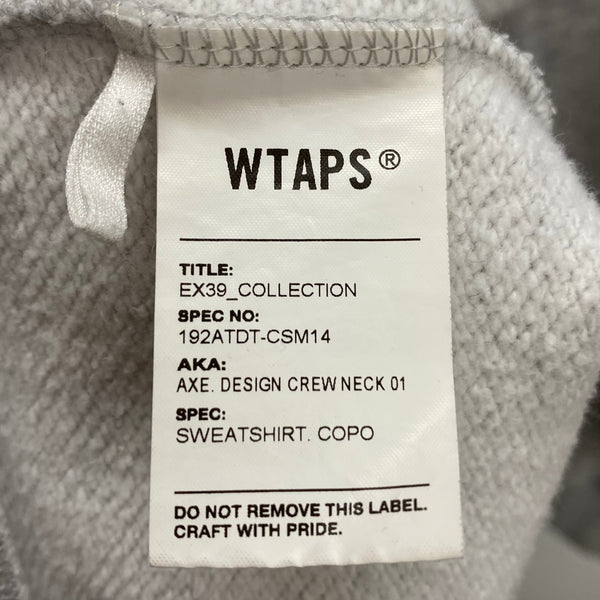 WTAPS®
TITLE:
EX39_COLLECTION
SPEC NO:
192ATDT-CSM14
AKA:
AXE. DESIGN CREW NECK 01
SPEC:
SWEATSHIRT. COPO
DO NOT REMOVE THIS LABEL.
CRAFT WITH PRIDE.